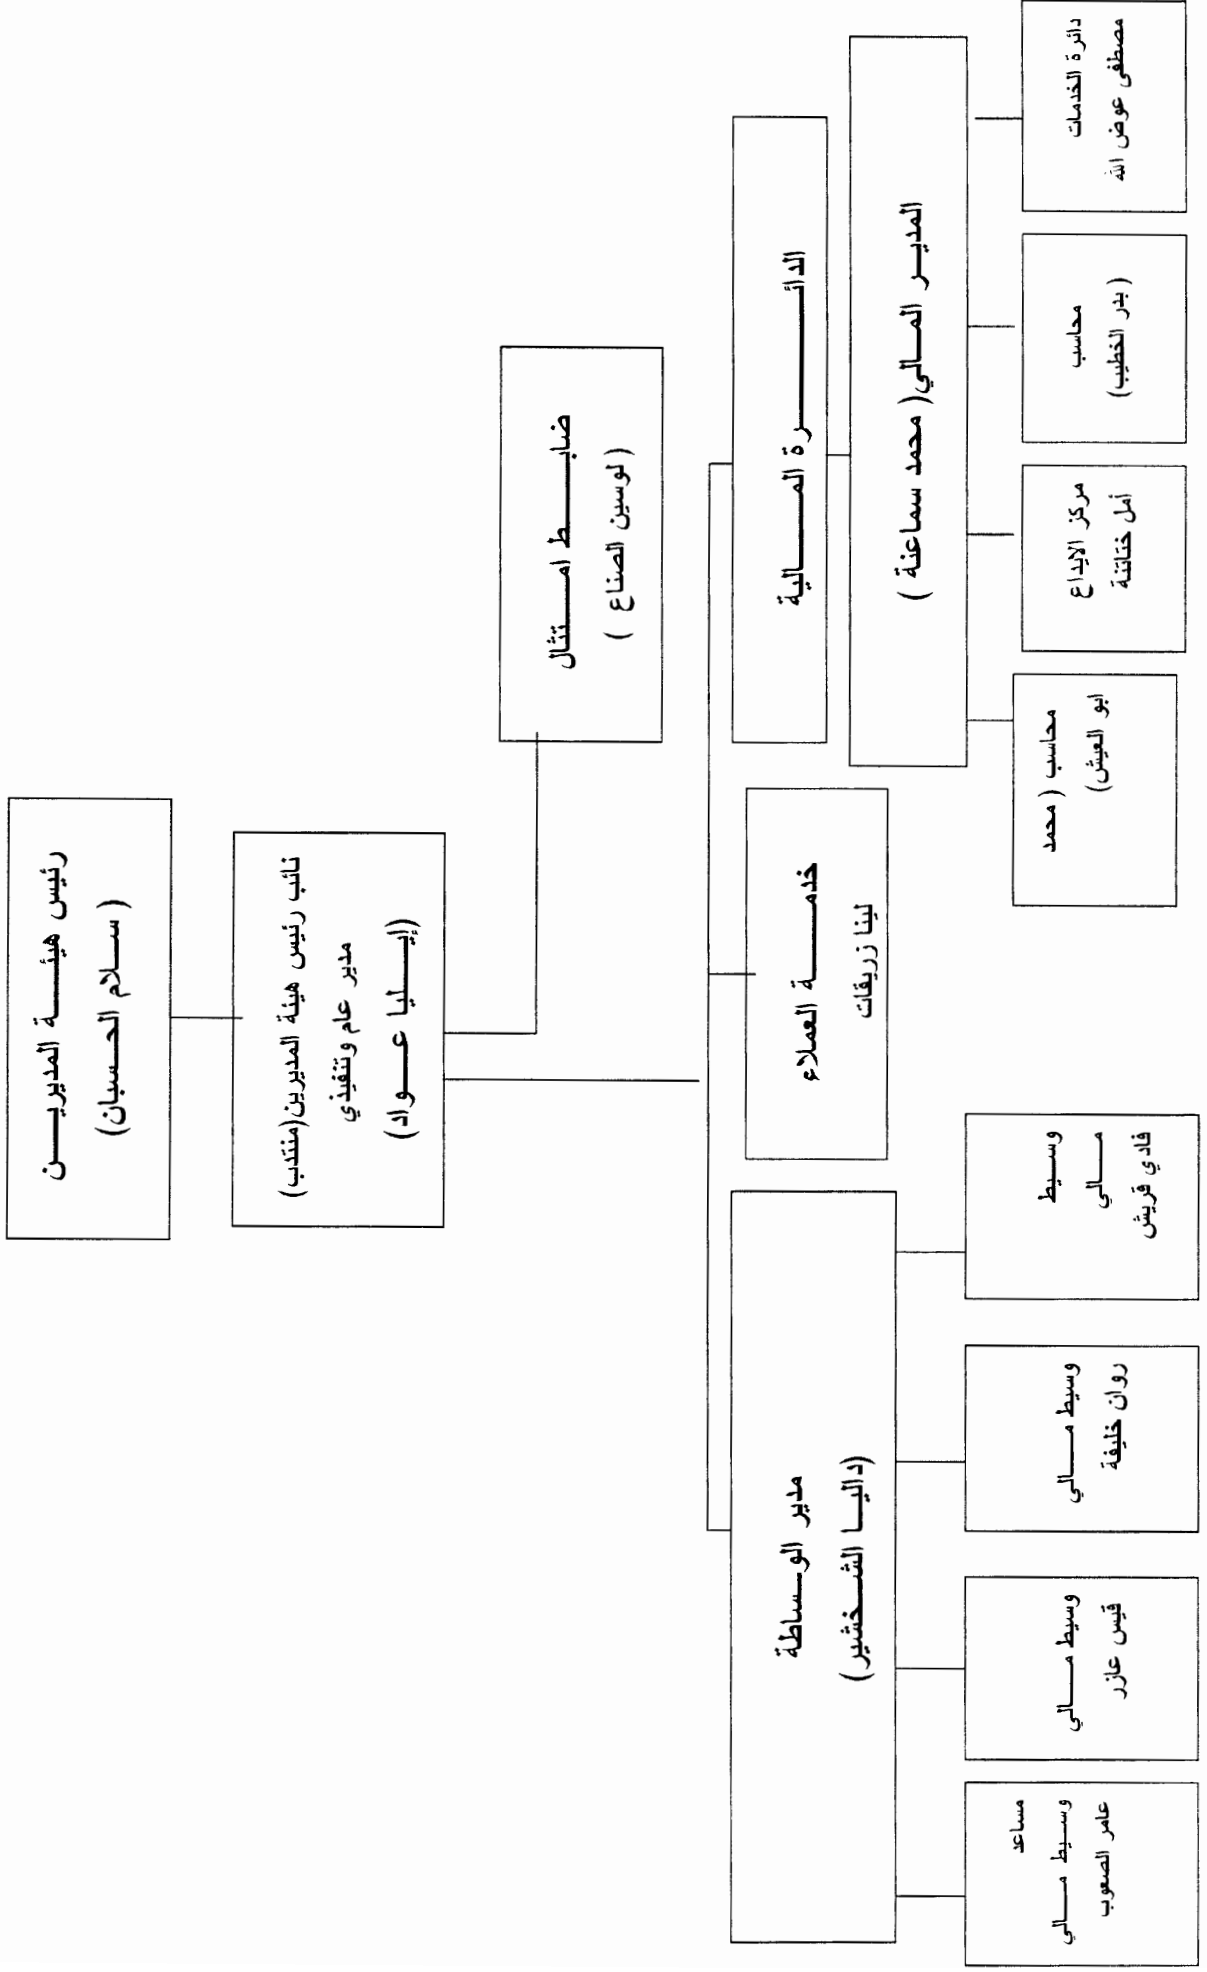 رئيس هيئة المديرين
(سلام الحسبان)
نائب رئيس هيئة المديرين(منتدب)
مدير عام وتنفيذي
(إيليا عواد)
ضابط امتثال
(لوسين الصناع )
الدائرة المالية
المدير المالي( محمد سماعنة )
خدمة العملاء
لينا زريقات
مدير الوساطة
(داليا الشخشير)
دائرة الخدمات
مصطفى عوض الله
محاسب
( بدر الخطيب)
مركز الايداع
أمل ختاتنة
محاسب ( محمد
ابو العيش)
وسيط
مالي
فادي قريش
وسيط مالي
روان خليفة
وسيط مالي
قيس عازر
مساعد
وسيط مالي
عامر الصعوب